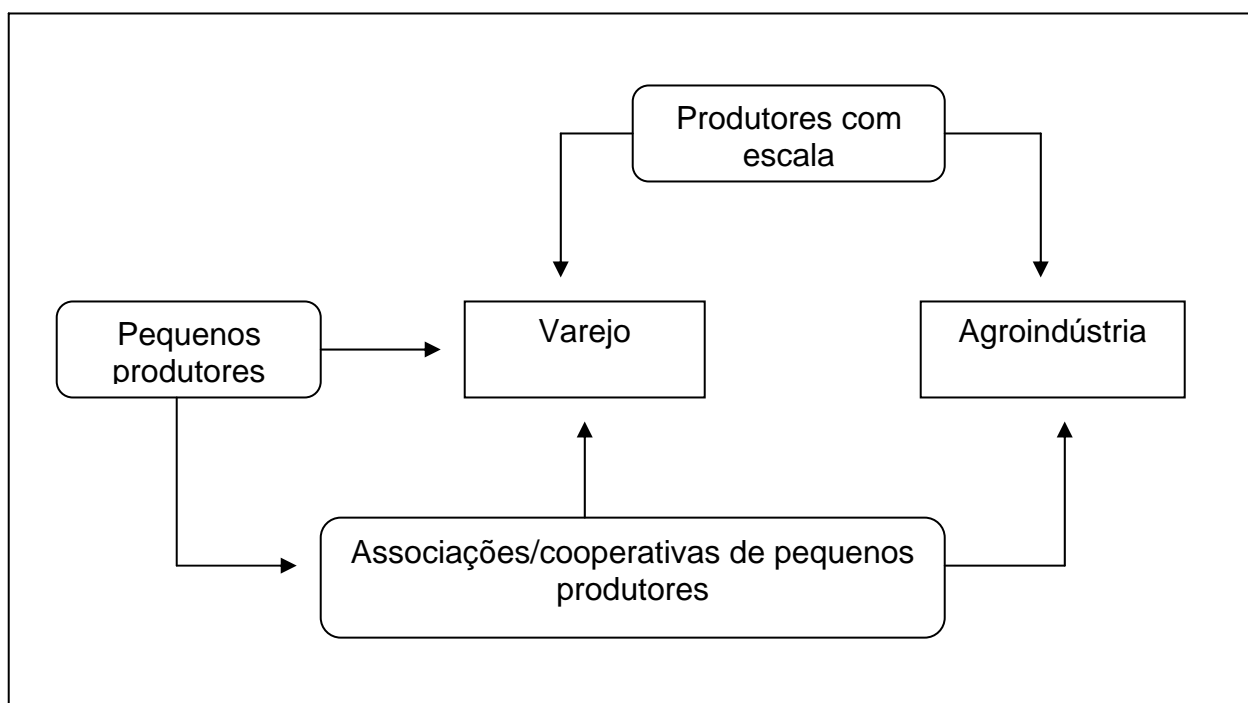 Produtores com
escala
Pequenos
produtores
Varejo
Agroindústria
Associações/cooperativas de pequenos
produtores